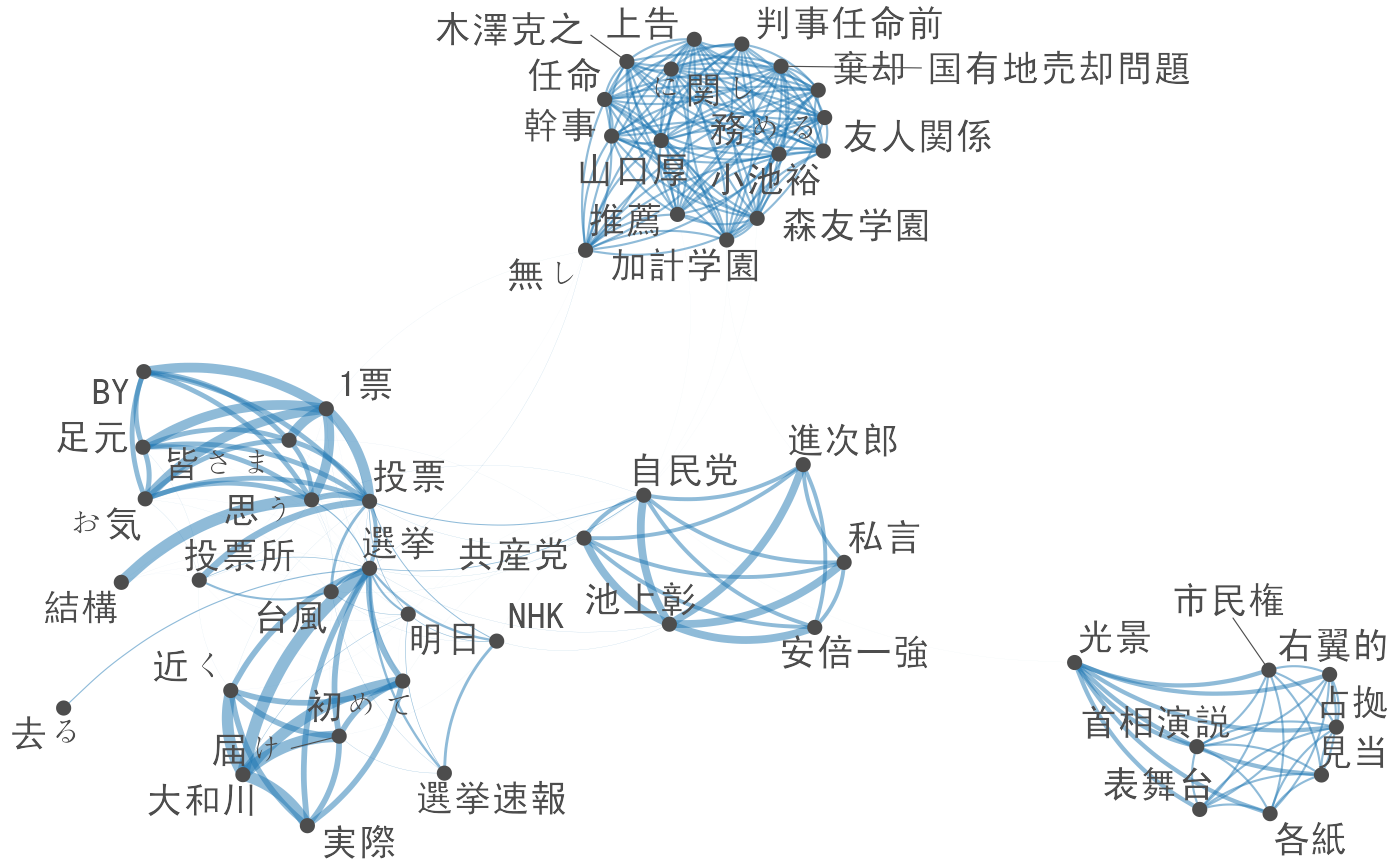 木澤克之
上告
判事任命前
任命
に関し
棄却
国有地売却問題
幹事
務める
友人関係
山口厚
小池裕
推薦
森友学園
無し
加計学園
BY
1票
足元
皆さま
投票
お気
思う
選挙
投票所
結構
台風
明日
NHK
近く
初めて
去る
届け
大和川
選挙速報
実際
自民党
進次郎
共産党
私言
池上彰
安倍一強
市民権
光景
右翼的
占拠
首相演説
見当
表舞台
各紙